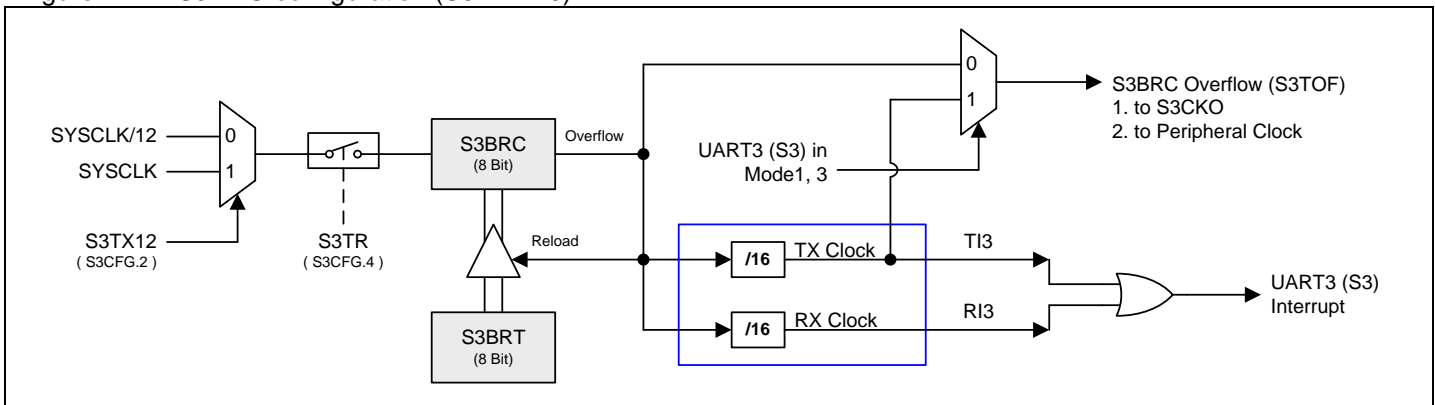 SYSCLK/12
SYSCLK
0
1
S3TX12
( S3CFG.2 )
S3TR
( S3CFG.4 )
S3BRC
(8 Bit)
Overflow
Reload
S3BRT
(8 Bit)
UART3 (S3) in
Mode1, 3
0
1
S3BRC Overflow (S3TOF)
1. to S3CKO
2. to Peripheral Clock
/16
TX Clock
TI3
/16
RX Clock
RI3
UART3 (S3)
Interrupt